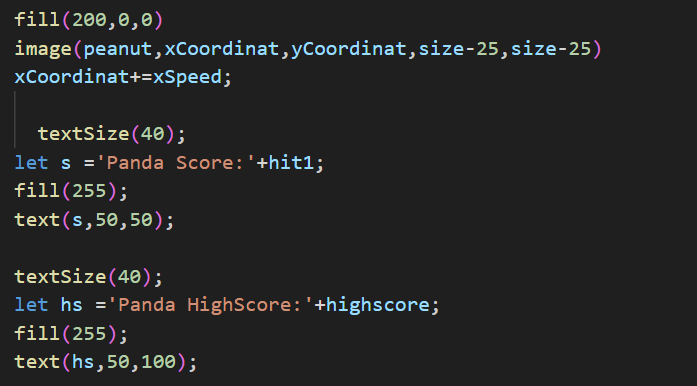 fill(200,0,0)
image(peanut,xCoordinat,yCoordinat,size-25,size-25)
xCoordinat+=xSpeed;
textSize(40);
let s ='Panda Score:'+hit1;
fill(255);
text(s,50,50);
textSize(40);
let hs ='Panda HighScore:'+highscore;
fill(255);
text(hs,50,100);